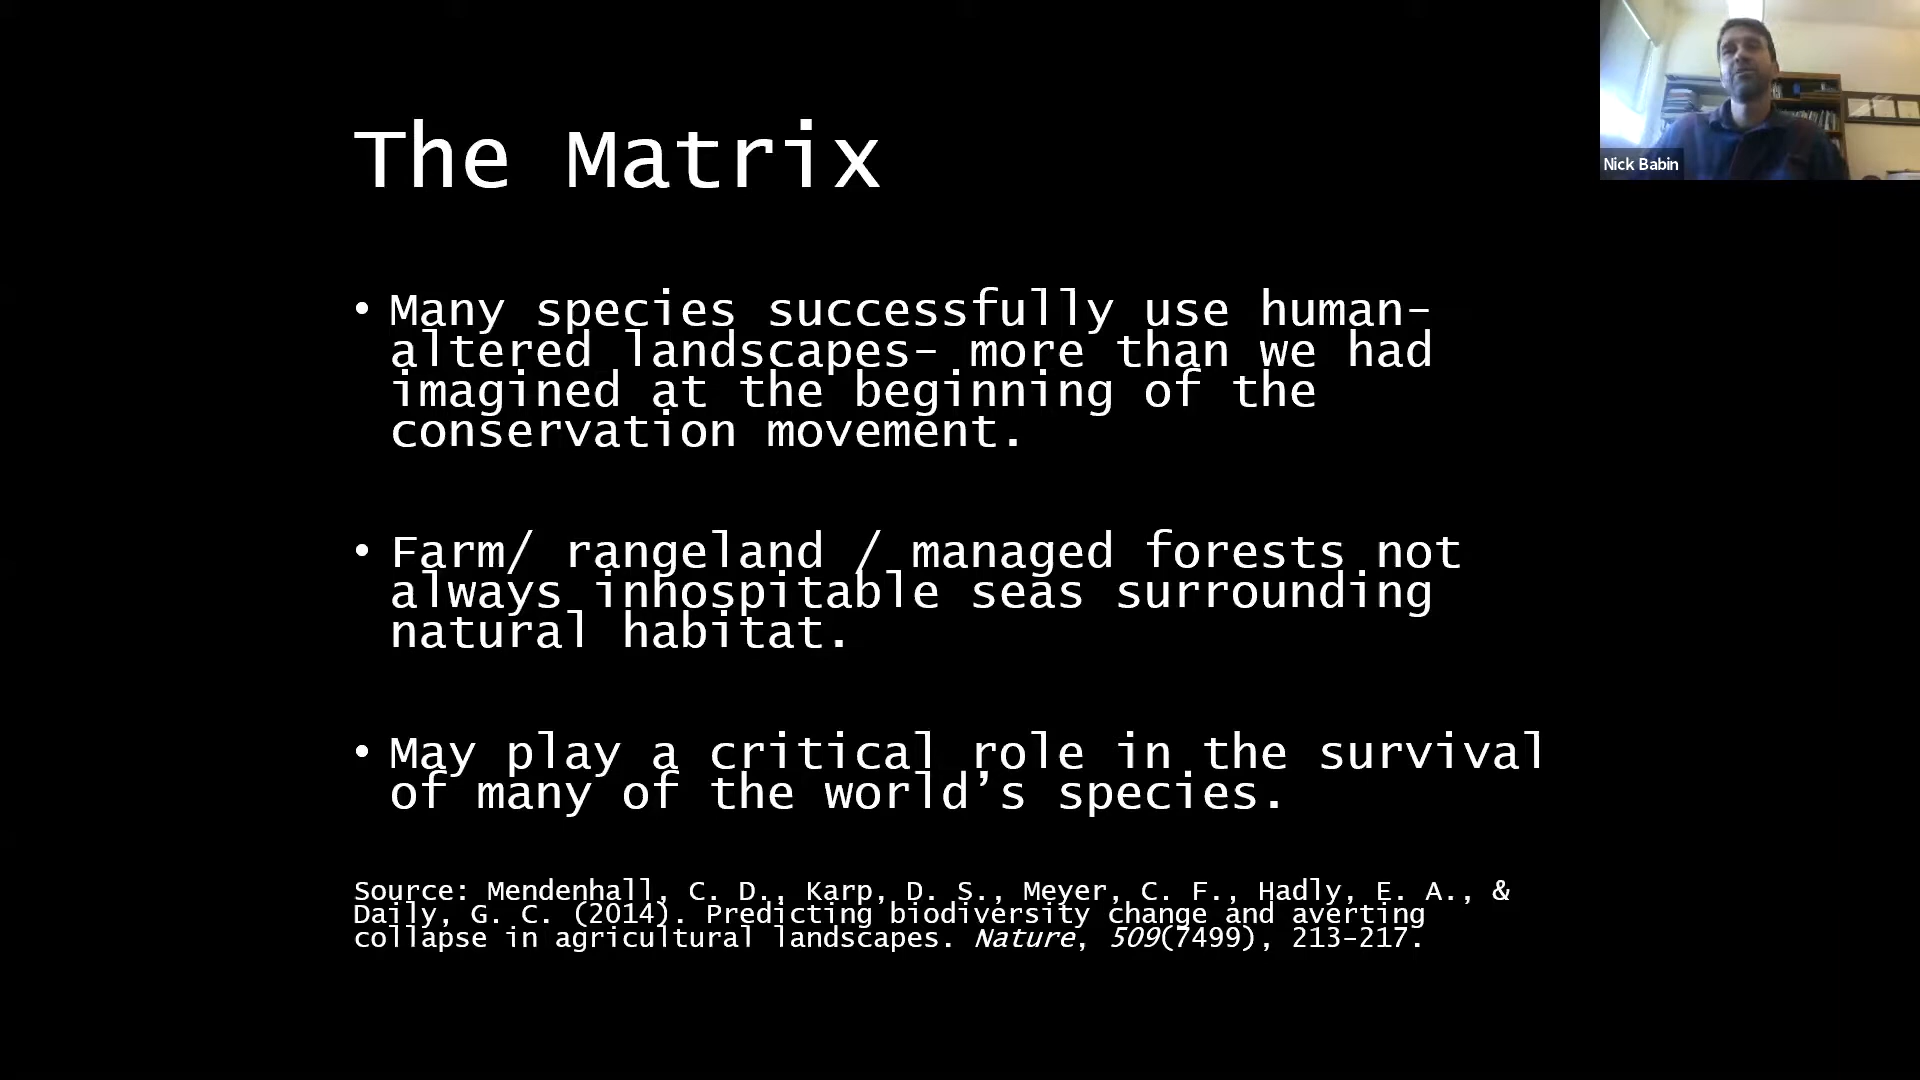 The Matrix
• Many species successfully use human-
altered landscapes- more than we had
imagined at the beginning of the
conservation movement.
• Farm/ rangeland / managed forests not
always inhospitable seas surrounding
natural habitat.
• May play a critical role in the survival
of many of the world’s species.
Source: Mendenhall, C. D., Karp, D. S., Meyer, C. F., Hadly, E. A., &
Daily, G. C. (2014). Predicting biodiversity change and averting
collapse in agricultural landscapes. Nature, 509(7499), 213–217.
Nick Babin